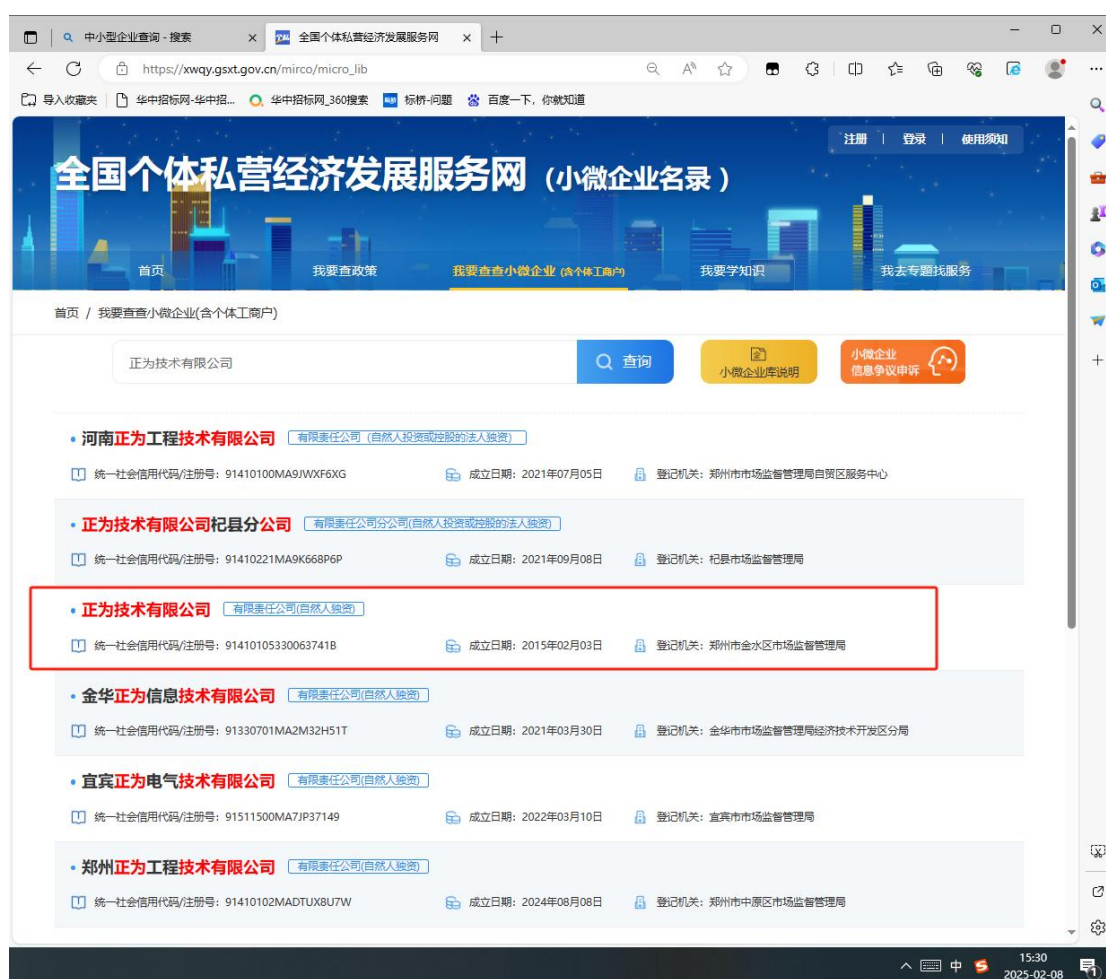 中小型企业查询 - 搜索
全国个体私营经济发展服务网
https://xwqy.gsxt.gov.cn/mirco/micro_lib
导入收藏夹
华中招标网-华中招...
华中招标网_360搜索
标桥-问题
百度一下，你就知道
注册 | 登录 | 使用须知
全国个体私营经济发展服务网 (小微企业名录)
首页 我要查政策 我要查查小微企业 (含个体工商户) 我要学知识 我去专题找服务
首页 / 我要查查小微企业(含个体工商户)
正为技术有限公司
查询
小微企业库说明
小微企业
信息争议申诉
河南正为工程技术有限公司 有限责任公司（自然人投资或控股的法人独资）
统一社会信用代码/注册号：91410100MA9JWXF6XG 成立日期：2021年07月05日 登记机关：郑州市市场监督管理局自贸区服务中心
正为技术有限公司杞县分公司 有限责任公司分公司(自然人投资或控股的法人独资)
统一社会信用代码/注册号：91410221MA9K668P6P 成立日期：2021年09月08日 登记机关：杞县市场监督管理局
正为技术有限公司 有限责任公司(自然人独资)
统一社会信用代码/注册号：91410105330063741B 成立日期：2015年02月03日 登记机关：郑州市金水区市场监督管理局
金华正为信息技术有限公司 有限责任公司(自然人独资)
统一社会信用代码/注册号：91330701MA2M32H51T 成立日期：2021年03月30日 登记机关：金华市市场监督管理局经济技术开发区分局
宜宾正为电气技术有限公司 有限责任公司(自然人独资)
统一社会信用代码/注册号：91511500MA7JP37149 成立日期：2022年03月10日 登记机关：宜宾市市场监督管理局
郑州正为工程技术有限公司 有限责任公司(自然人独资)
统一社会信用代码/注册号：91410102MADTUX8U7W 成立日期：2024年08月08日 登记机关：郑州市中原区市场监督管理局
中
15:30
2025-02-08